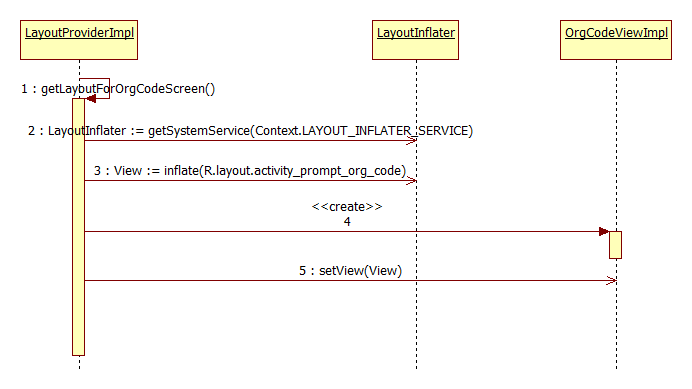 LayoutProviderImpl
LayoutInflater
OrgCodeViewImpl
1 : getLayoutForOrgCodeScreen()
2 : LayoutInflater := getSystemService(Context.LAYOUT_INFLATER_SERVICE)
3 : View := inflate(R.layout.activity_prompt_org_code)
<<create>>
4
5 : setView(View)